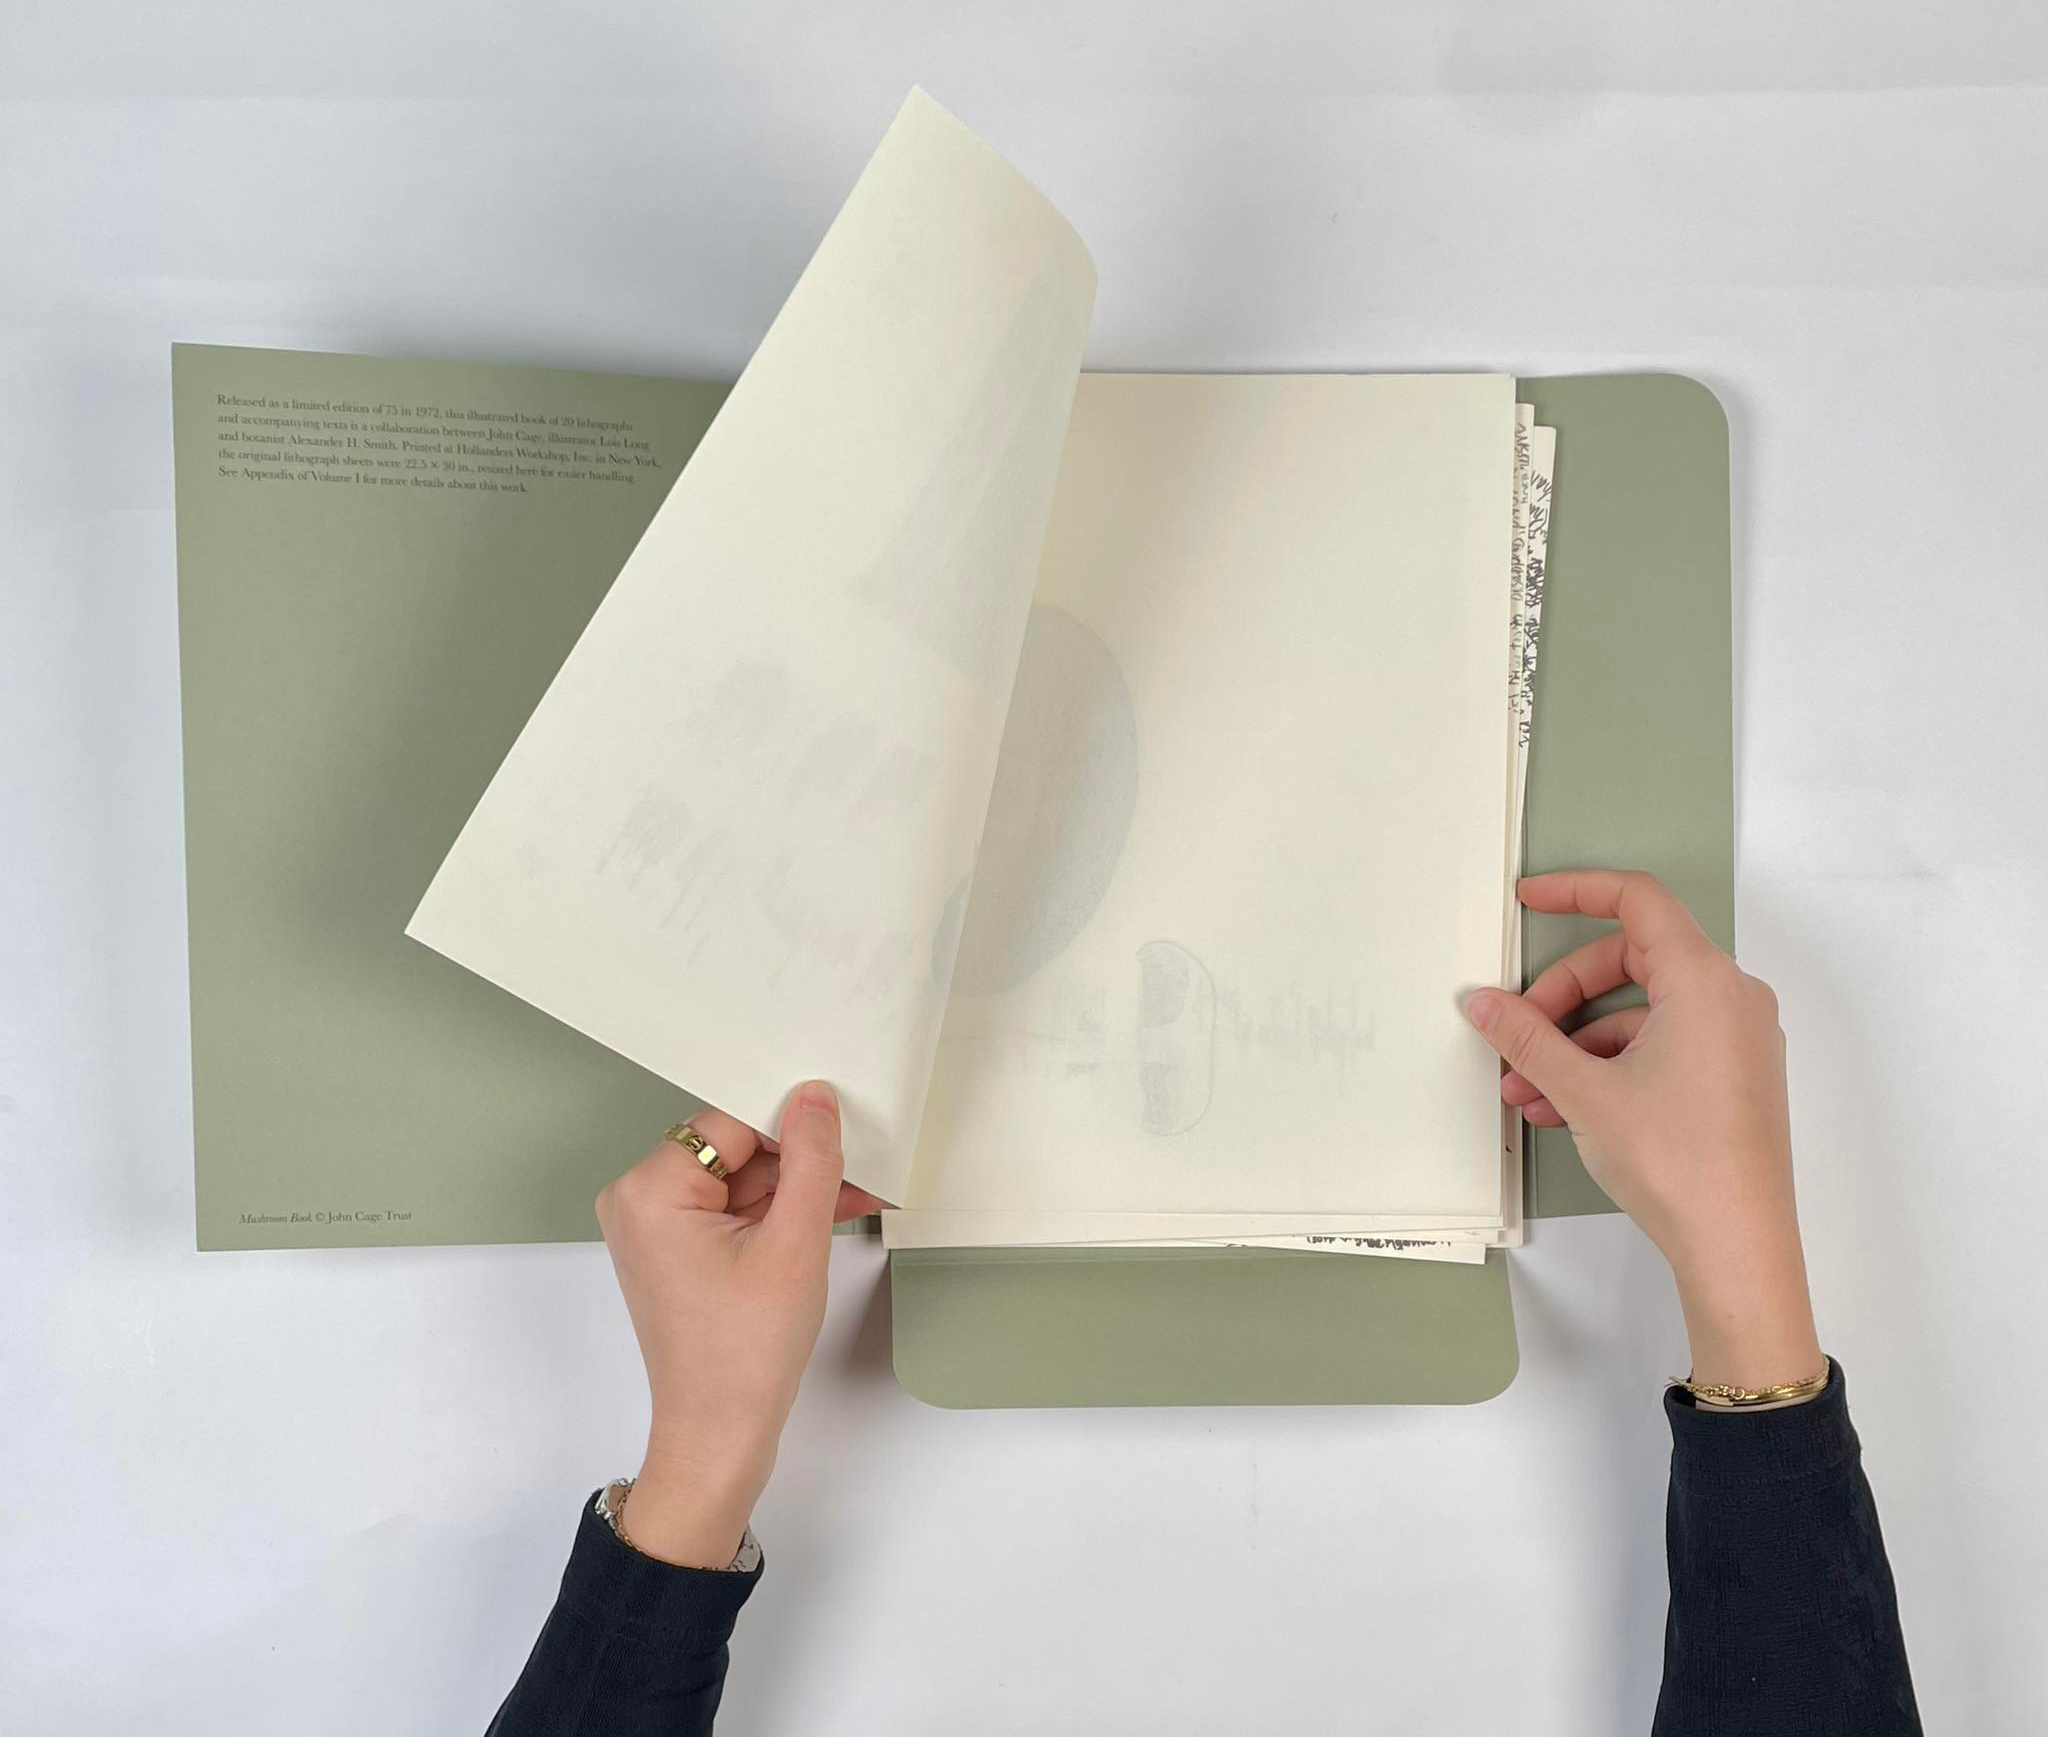 Released as a limited edition of 75 in 1972, this illustrated book of 20 lithographs
and accompanying texts is a collaboration between John Cage, illustrator Lois Long
and botanist Alexander H. Smith. Printed at Hollanders Workshop, Inc. in New York,
the original lithograph sheets were 22.5 × 30 in., resized here for easier handling.
See Appendix of Volume I for more details about this work.
Mushroom Book © John Cage Trust